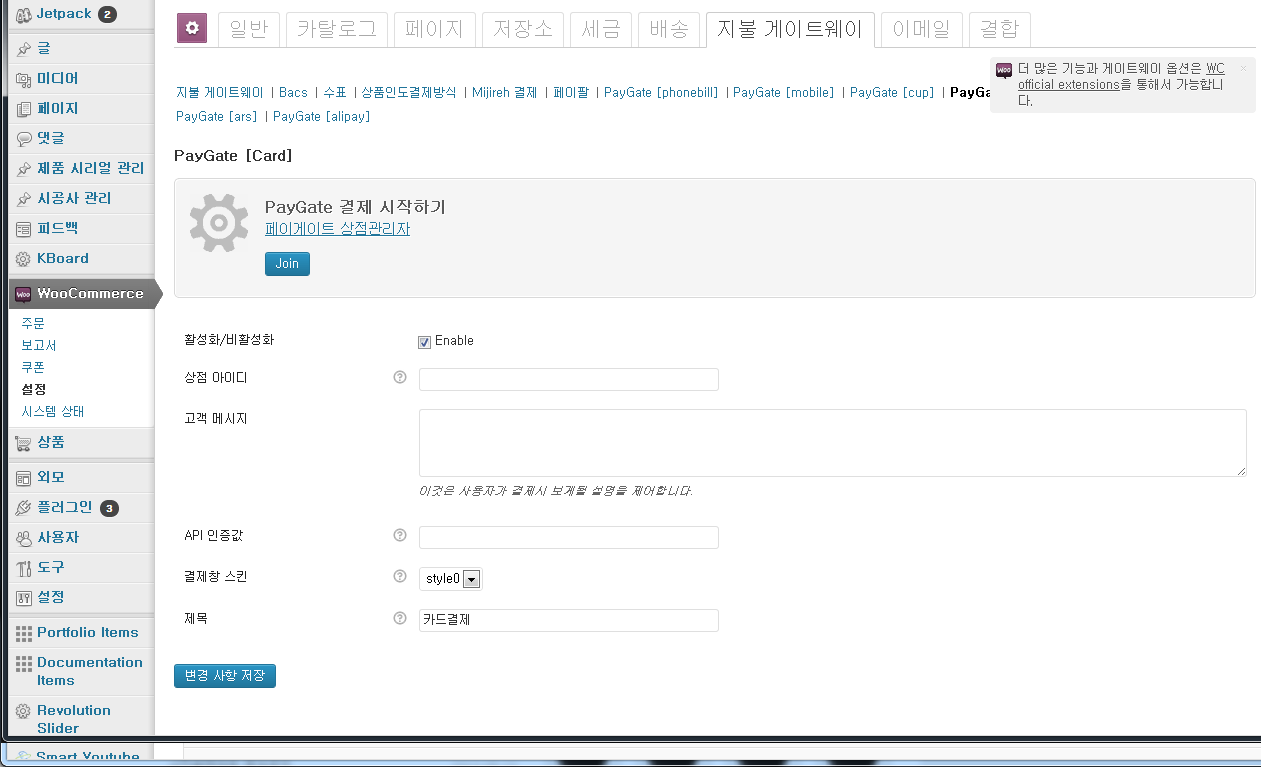 Jetpack 2
글
미디어
페이지
댓글
제품 시리얼 관리
시공사 관리
피드백
KBoard
WooCommerce
주문
보고서
쿠폰
설정
시스템 상태
상품
외모
플러그인 3
사용자
도구
설정
Portfolio Items
Documentation
Items
Revolution
Slider
Smart Youtube
일반 카탈로그 페이지 저장소 세금 배송 지불 게이트웨이 이메일 결합
더 많은 기능과 게이트웨이 옵션은 WC
official extensions을 통해서 가능합니
다.
지불 게이트웨이 | Bacs | 수표 | 상품인도결제방식 | Mijireh 결제 | 페이팔 | PayGate [phonebill] | PayGate [mobile] | PayGate [cup] |
PayGate [ars] | PayGate [alipay]
PayGate [Card]
PayGate 결제 시작하기
페이게이트 상점관리자
Join
활성화/비활성화 Enable
상점 아이디 ?
고객 메시지
이것은 사용자가 결제시 보게될 설명을 제어합니다.
API 인증값 ?
결제창 스킨 ? style0
제목 ? 카드결제
변경 사항 저장